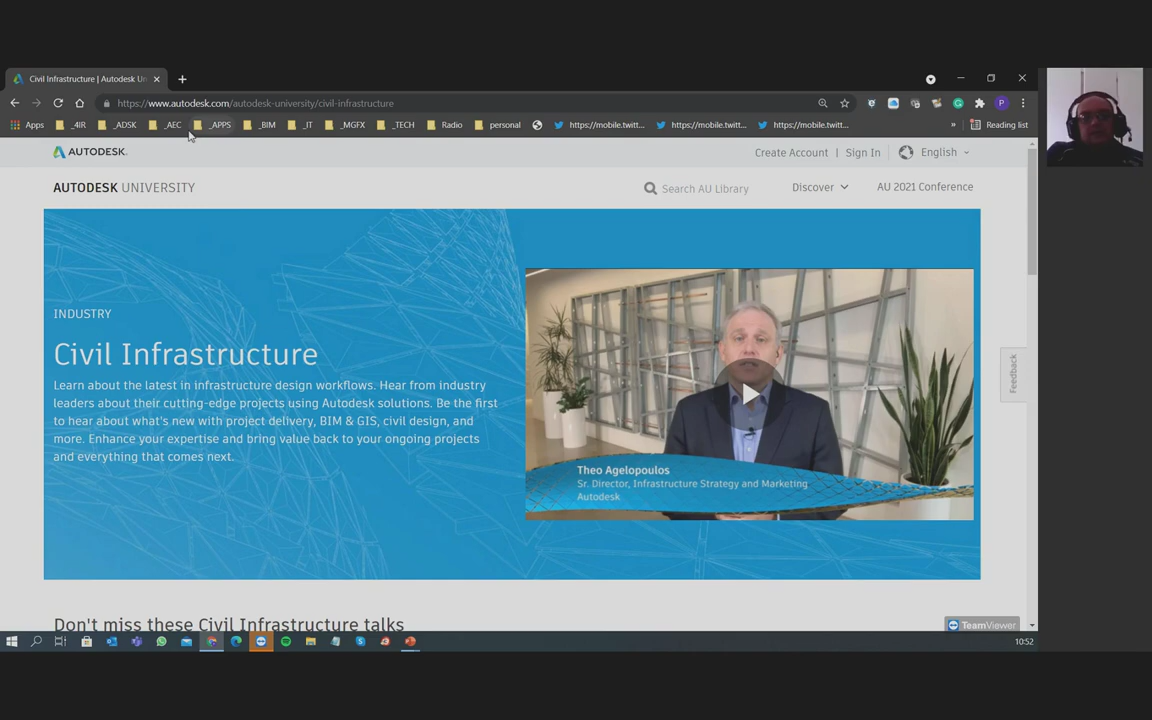 Civil Infrastructure | Autodesk Un
https://www.autodesk.com/autodesk-university/civil-infrastructure
P
Apps _4IR _ADSK _AEC _APPS _BIM _IT _MGFX _TECH Radio personal https://mobile.twitt... https://mobile.twitt... https://mobile.twitt... » Reading list
AUTODESK.
Create Account | Sign In English
AUTODESK UNIVERSITY
Search AU Library Discover AU 2021 Conference
INDUSTRY
Civil Infrastructure
Learn about the latest in infrastructure design workflows. Hear from industry
leaders about their cutting-edge projects using Autodesk solutions. Be the first
to hear about what's new with project delivery, BIM & GIS, civil design, and
more. Enhance your expertise and bring value back to your ongoing projects
and everything that comes next.
Theo Agelopoulos
Sr. Director, Infrastructure Strategy and Marketing
Autodesk
Feedback
Don't miss these Civil Infrastructure talks
TeamViewer
10:52